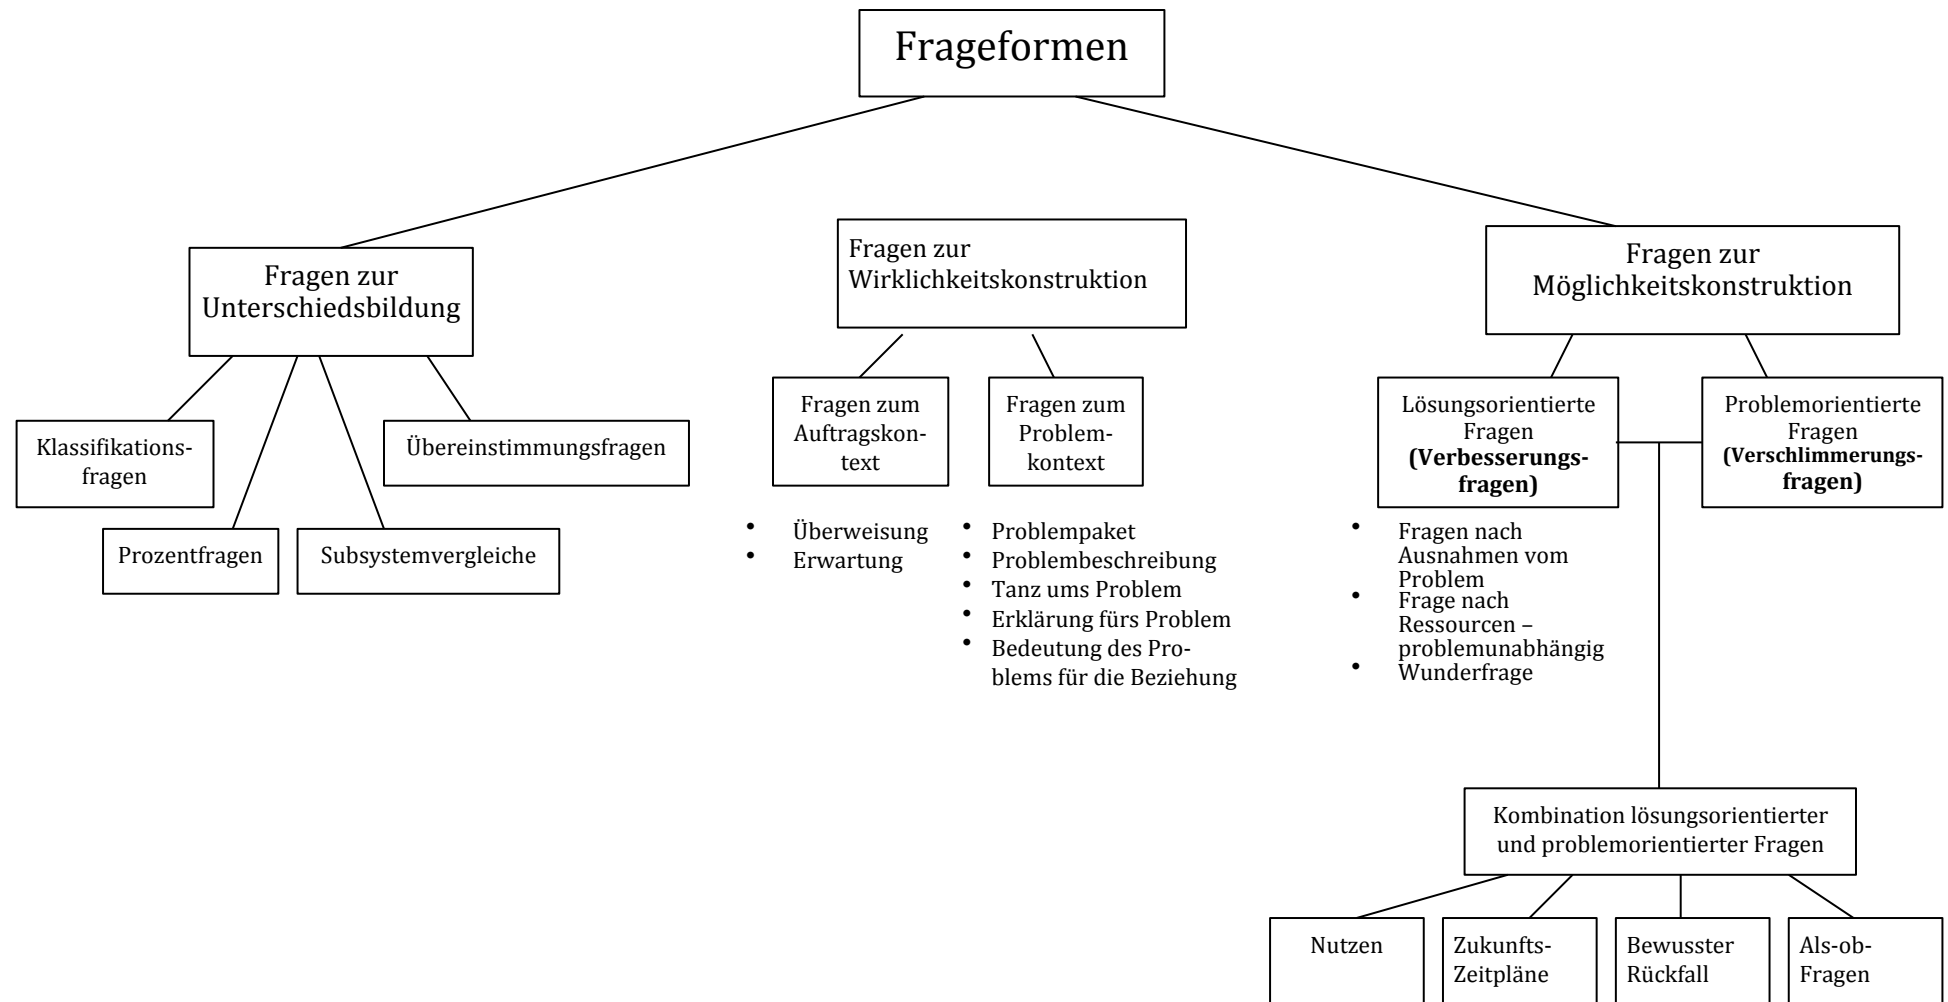 Frageformen
Fragen zur
Unterschiedsbildung
Klassifikations-
fragen
Prozentfragen
Subsystemvergleiche
Übereinstimmungsfragen
Fragen zur
Wirklichkeitskonstruktion
Fragen zum
Auftragskon-
text
• Überweisung
• Erwartung
Fragen zum
Problem-
kontext
• Problempaket
• Problembeschreibung
• Tanz ums Problem
• Erklärung fürs Problem
• Bedeutung des Pro-
blems für die Beziehung
Fragen zur
Möglichkeitskonstruktion
Lösungsorientierte
Fragen
(Verbesserungs-
fragen)
• Fragen nach
Ausnahmen vom
Problem
• Frage nach
Ressourcen –
problemunabhängig
• Wunderfrage
Problemorientierte
Fragen
(Verschlimmerungs-
fragen)
Kombination lösungsorientierter
und problemorientierter Fragen
Nutzen
Zukunfts-
Zeitpläne
Bewusster
Rückfall
Als-ob-
Fragen